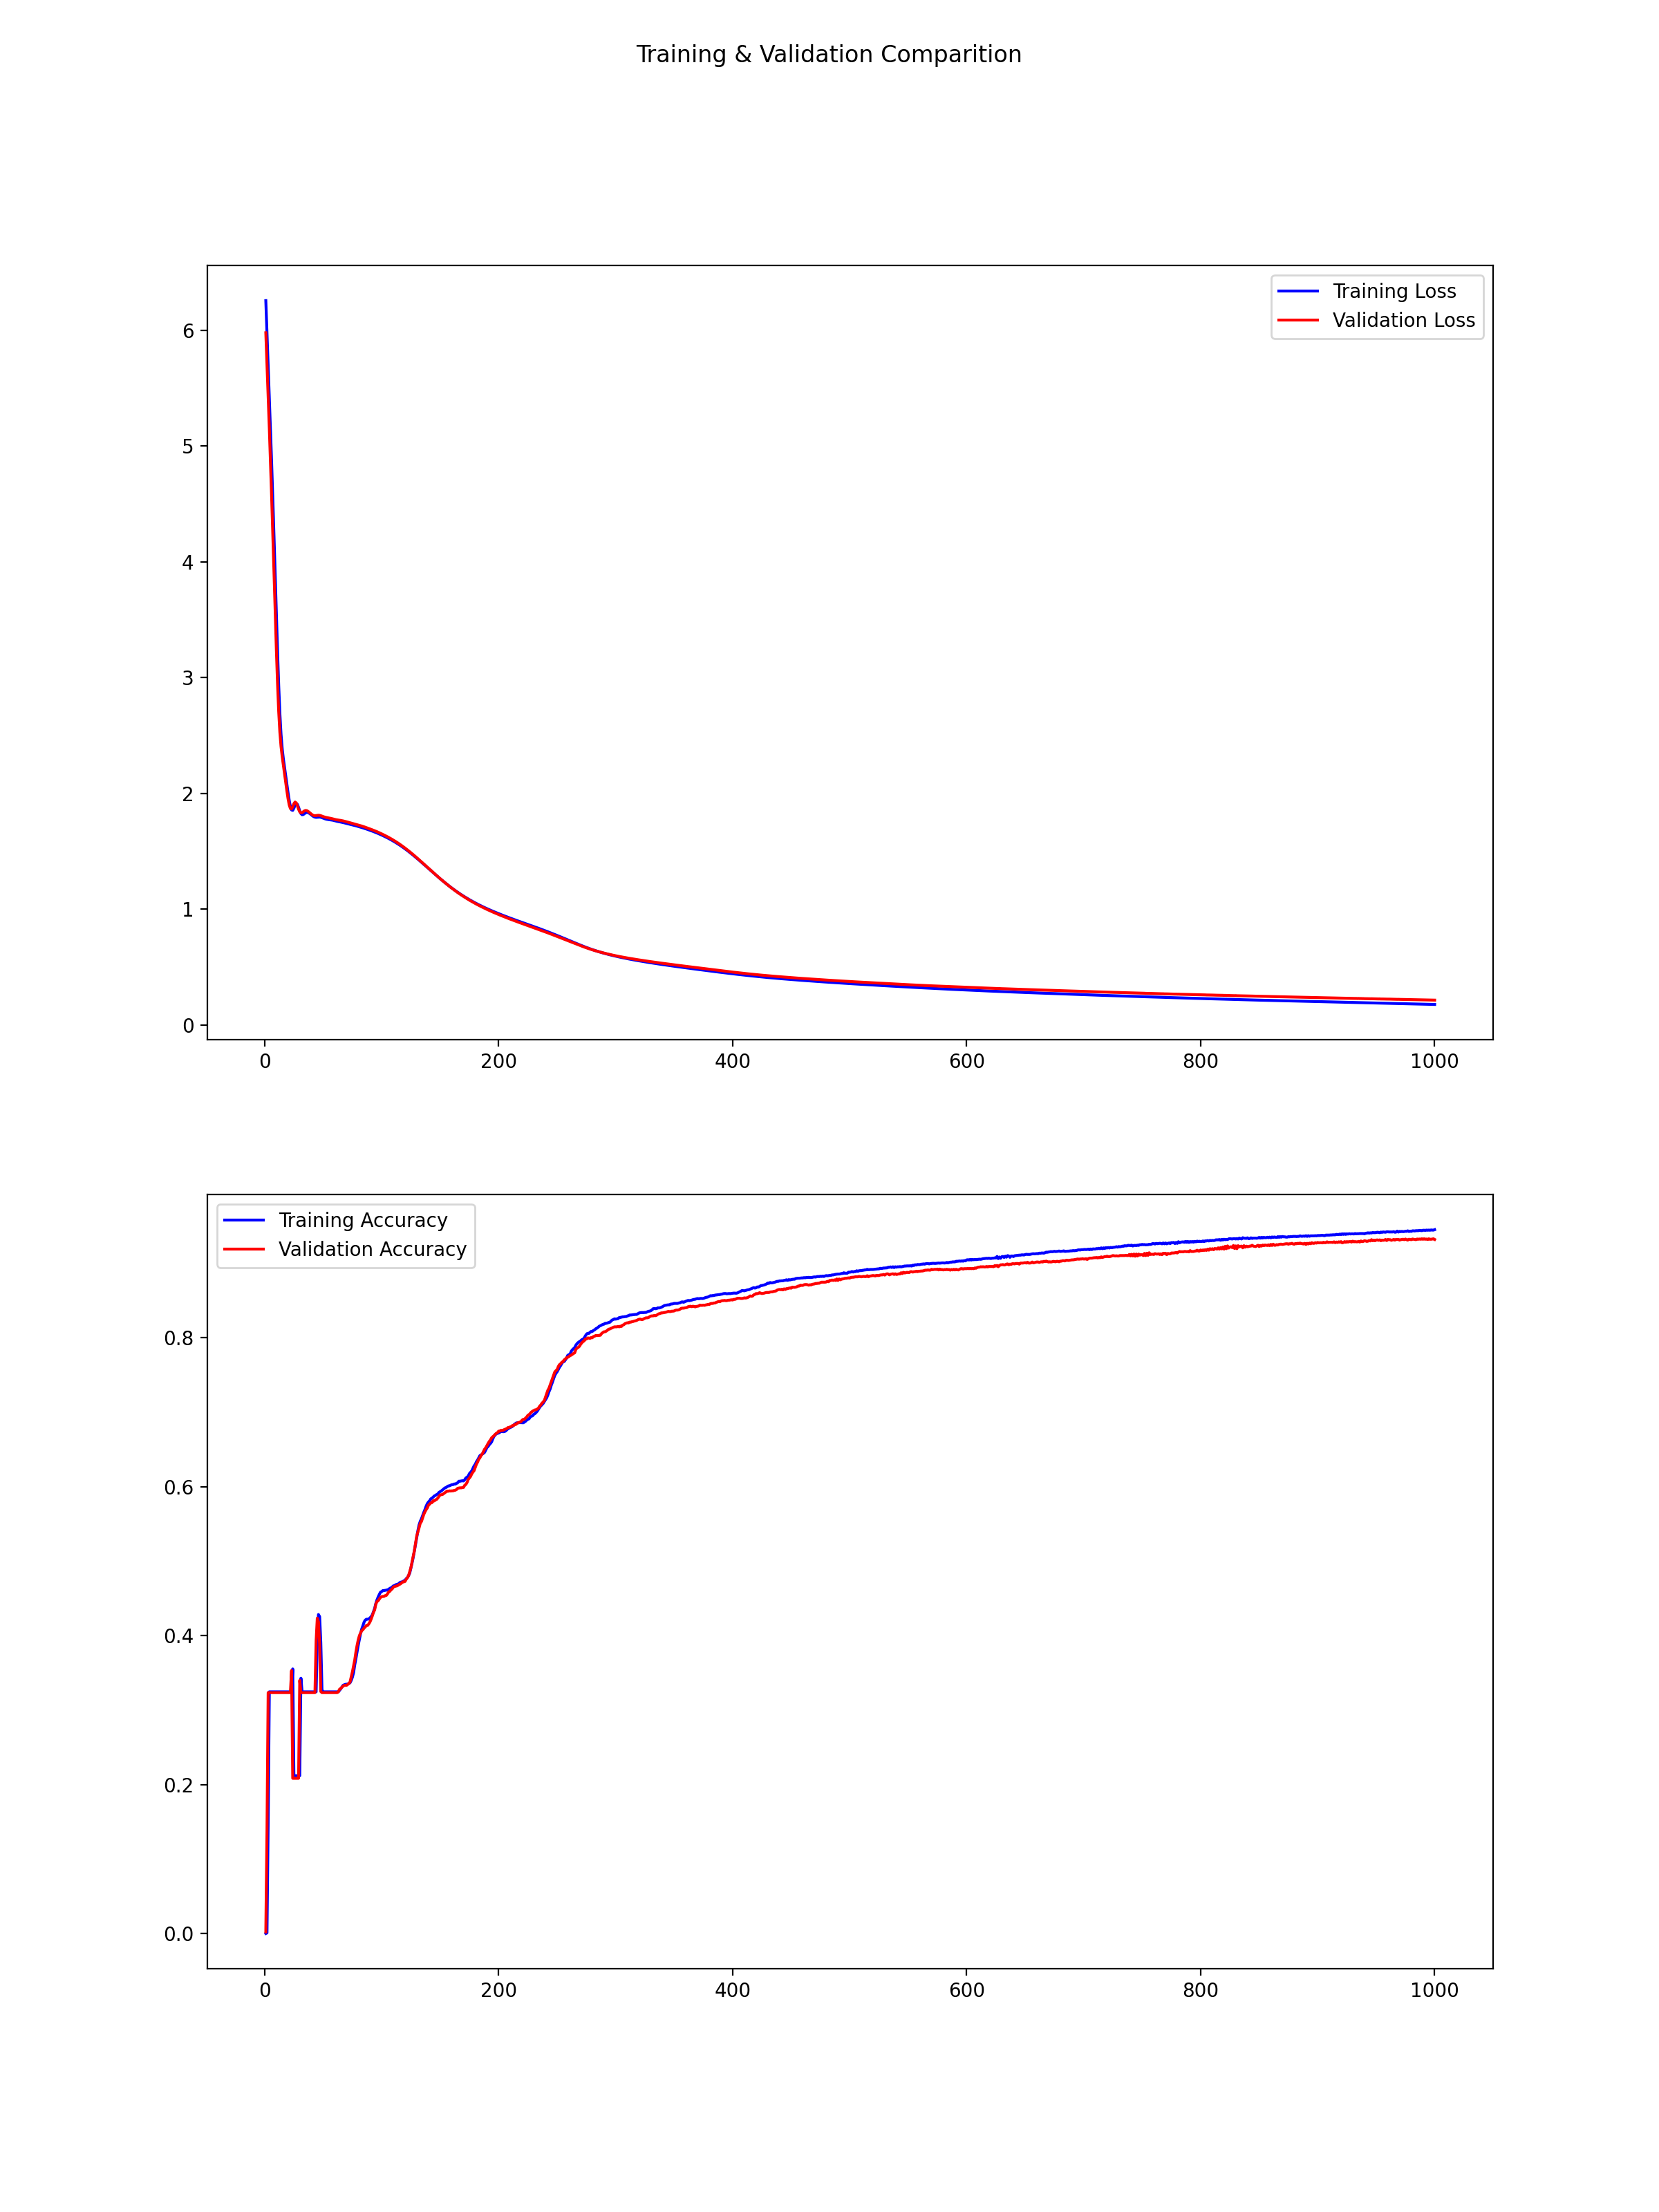 Training & Validation Comparition
Training Loss
Validation Loss
6
5
4
3
2
1
0
0 200 400 600 800 1000
Training Accuracy
Validation Accuracy
0.8
0.6
0.4
0.2
0.0
0 200 400 600 800 1000